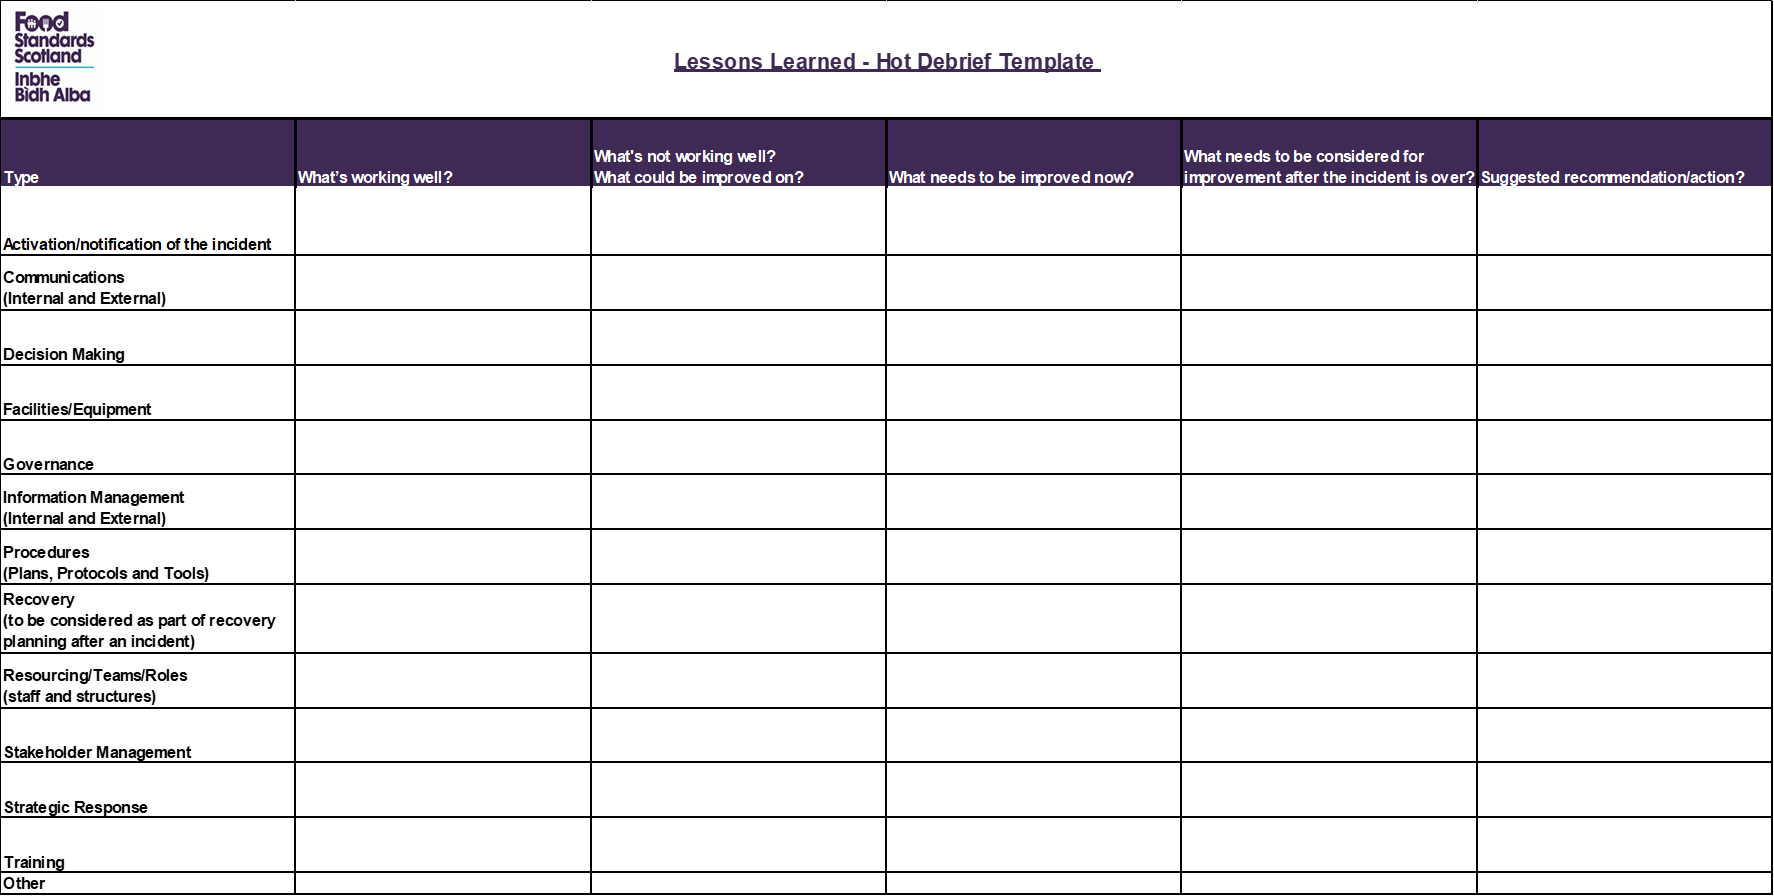 Food
Standards
Scotland
Inbhe
Bìdh Alba
Lessons Learned - Hot Debrief Template
Type
What's working well?
What's not working well?
What could be improved on?
What needs to be improved now?
What needs to be considered for
improvement after the incident is over?
Suggested recommendation/action?
Activation/notification of the incident
Communications
(Internal and External)
Decision Making
Facilities/Equipment
Governance
Information Management
(Internal and External)
Procedures
(Plans, Protocols and Tools)
Recovery
(to be considered as part of recovery
planning after an incident)
Resourcing/Teams/Roles
(staff and structures)
Stakeholder Management
Strategic Response
Training
Other